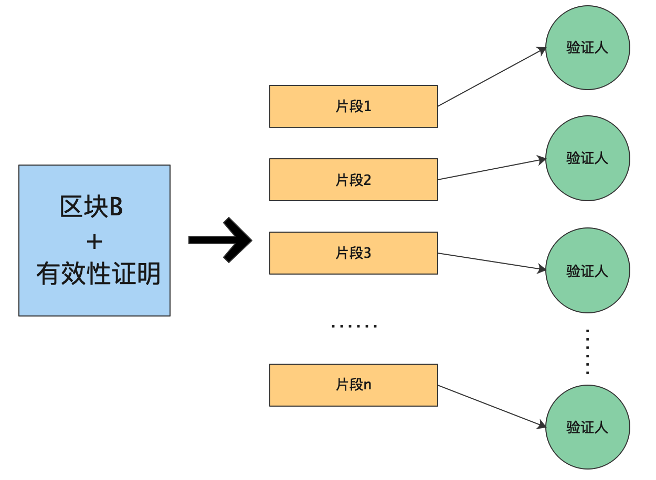 区块B
+
有效性证明
片段1
片段2
片段3
......
片段n
验证人
验证人
验证人
......
验证人